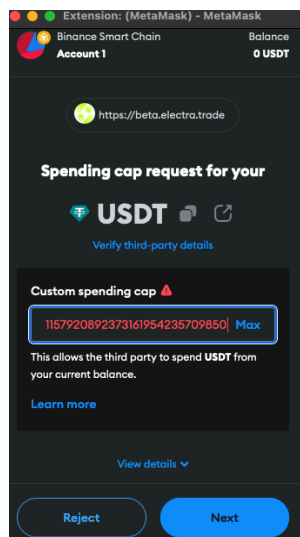 Extension: (MetaMask) - MetaMask
Binance Smart Chain Balance
Account 1 0 USDT
https://beta.electra.trade
Spending cap request for your
USDT
Verify third-party details
Custom spending cap
1157920892373161954235709850 Max
This allows the third party to spend USDT from
your current balance.
Learn more
View details
Reject Next